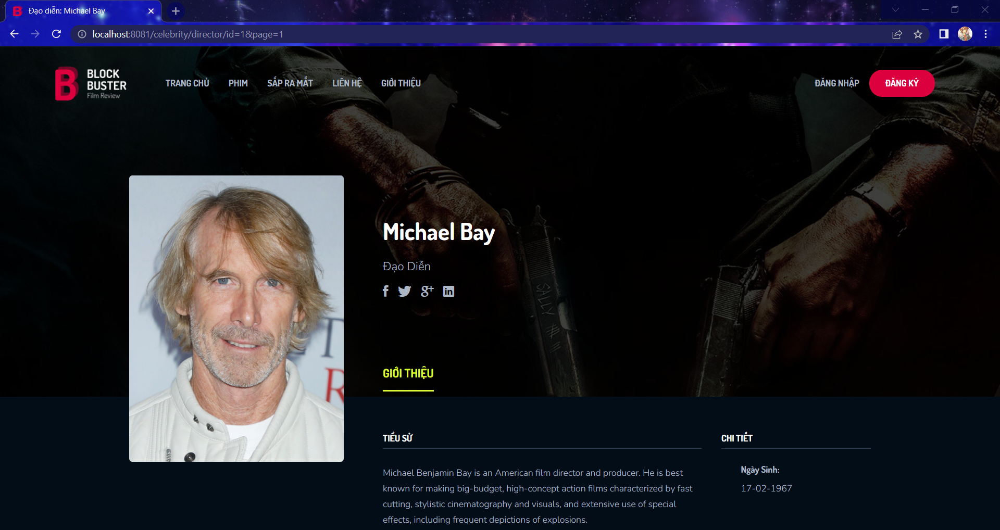 Đạo diễn: Michael Bay
localhost:8081/celebrity/director/id=1&page=1
BLOCK
BUSTER
Film Review
TRANG CHỦ PHIM SẮP RA MẮT LIÊN HỆ GIỚI THIỆU
ĐĂNG NHẬP ĐĂNG KÝ
Michael Bay
Đạo Diễn
SALLY
GIỚI THIỆU
TIỂU SỬ
Michael Benjamin Bay is an American film director and producer. He is best
known for making big-budget, high-concept action films characterized by fast
cutting, stylistic cinematography and visuals, and extensive use of special
effects, including frequent depictions of explosions.
CHI TIẾT
Ngày Sinh:
17-02-1967